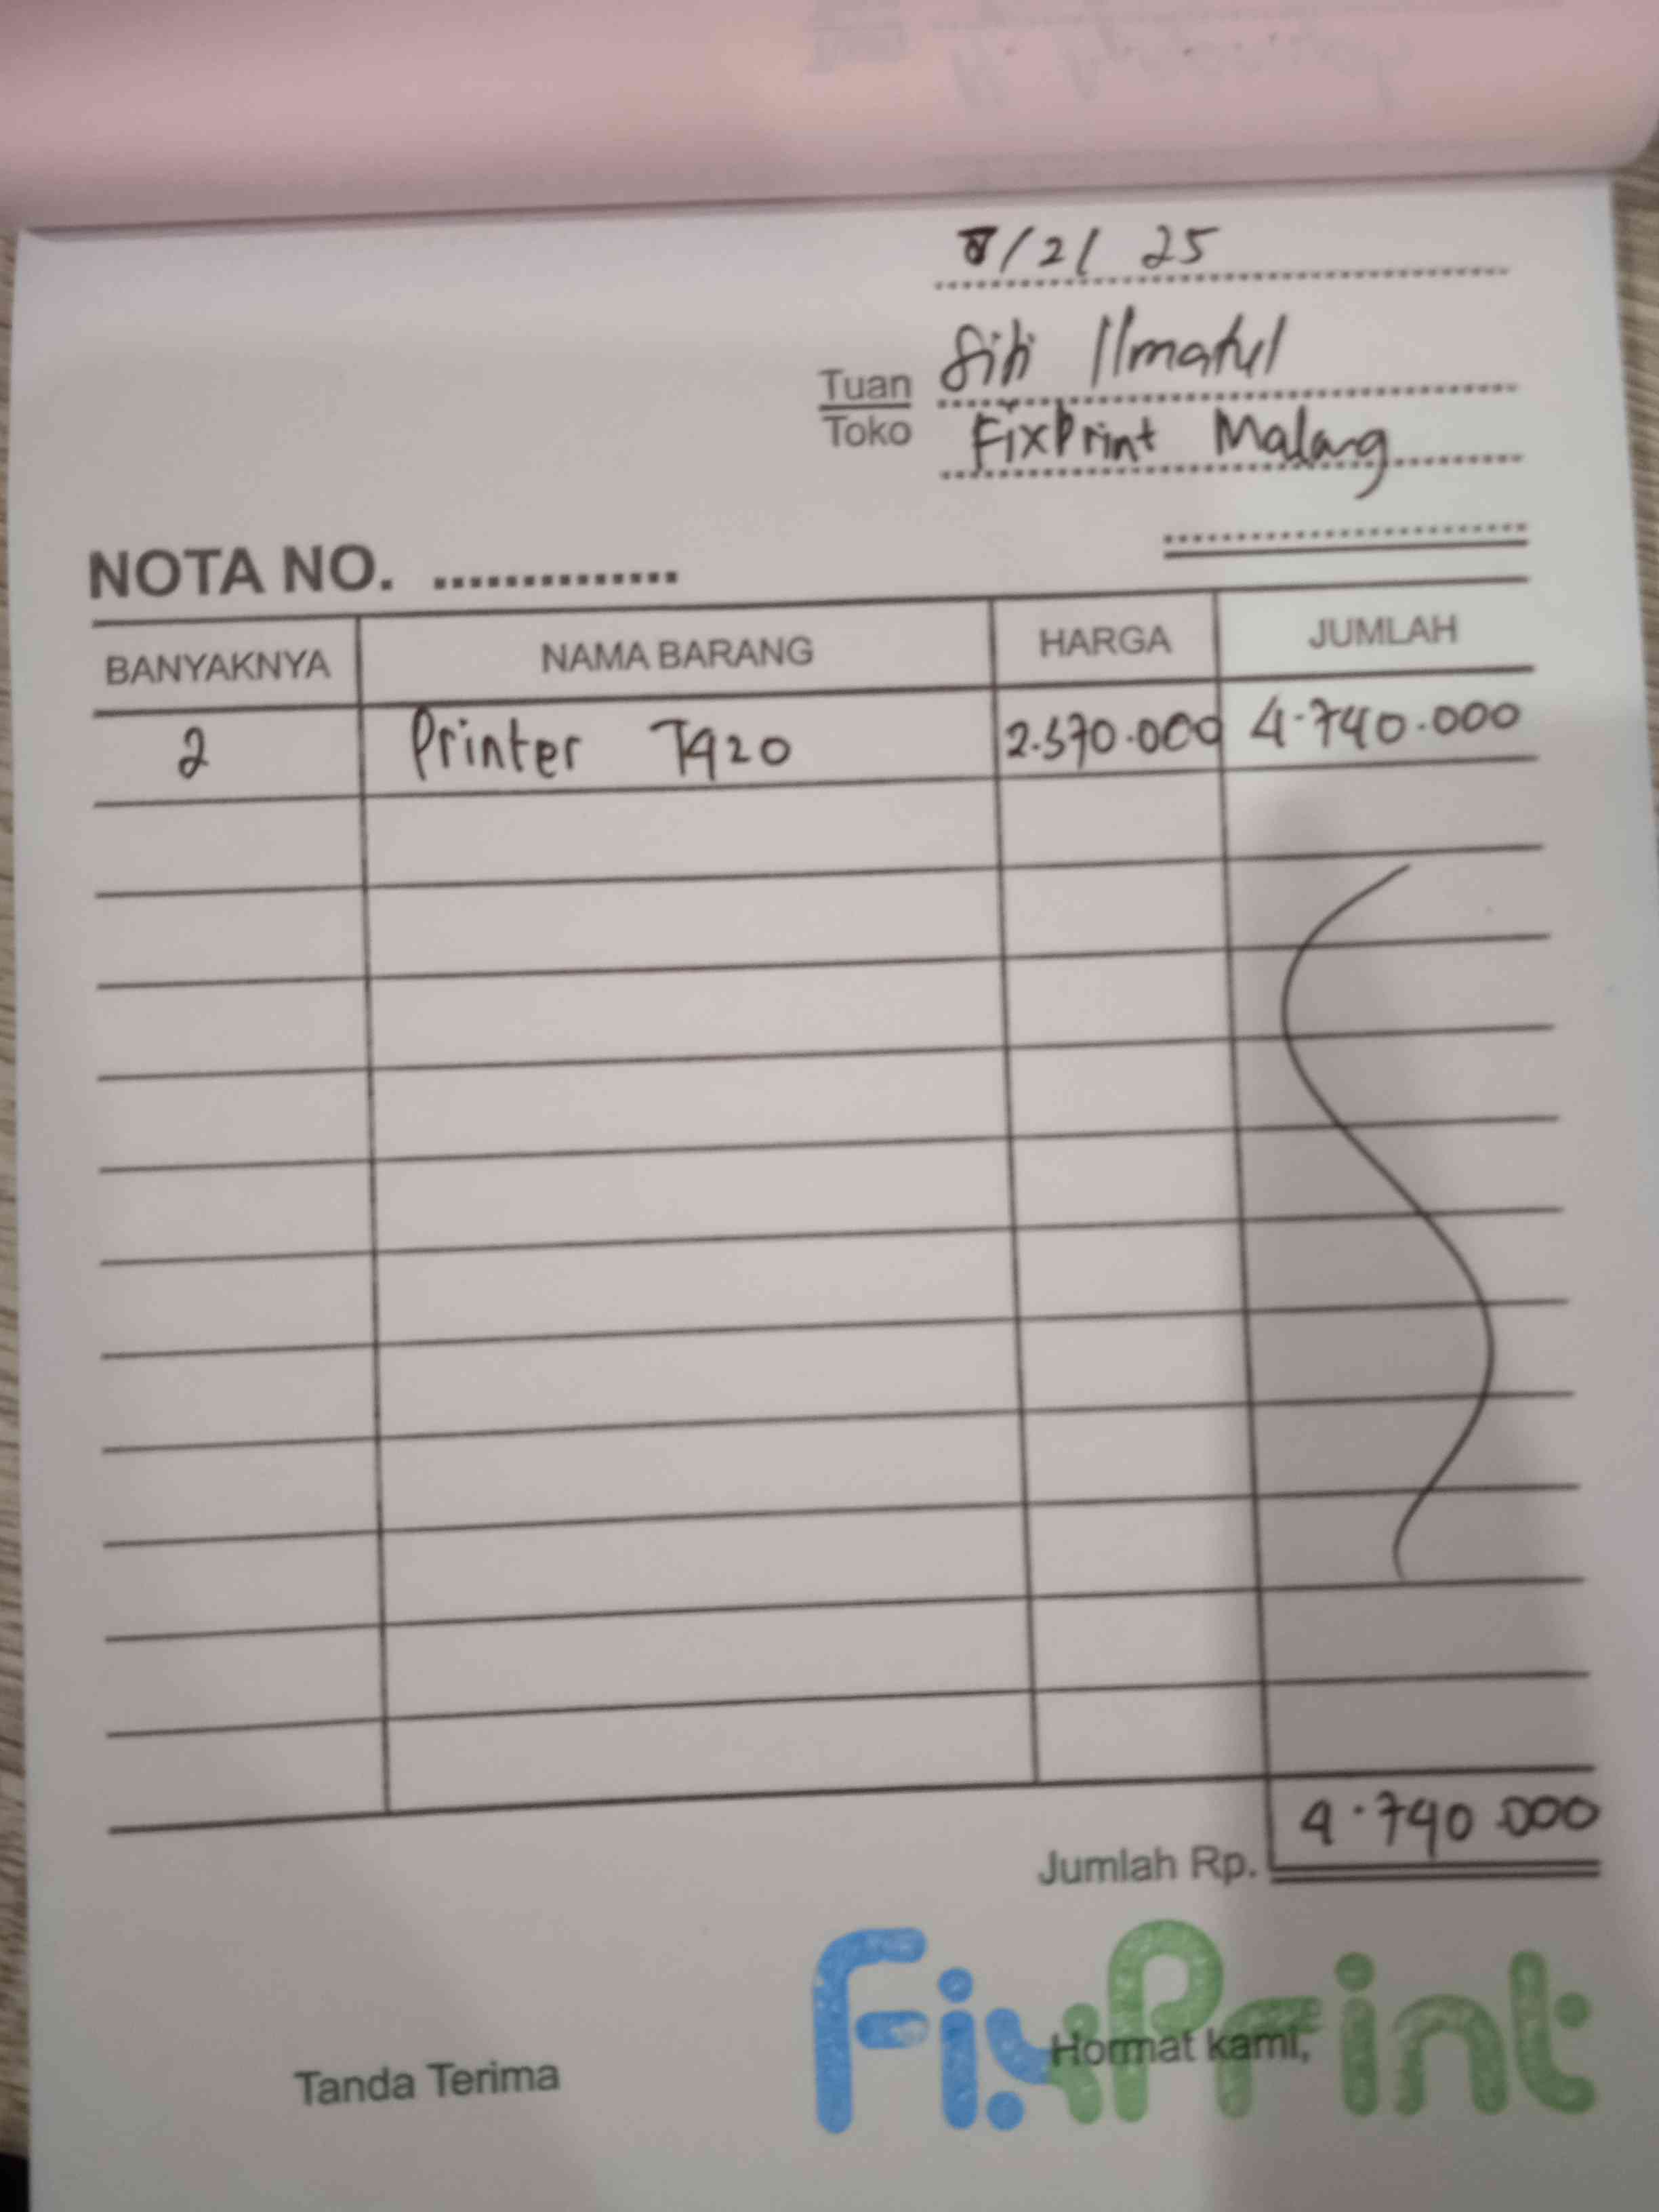 8/2/25
Tuan Siti Ilmatul
Toko FixPrint Malang
NOTA NO. ..............
BANYAKNYA NAMA BARANG HARGA JUMLAH
2 Printer T420 2.370.000 4.740.000
Jumlah Rp. 4.740.000
FixPrint
Tanda Terima Hormat kami,